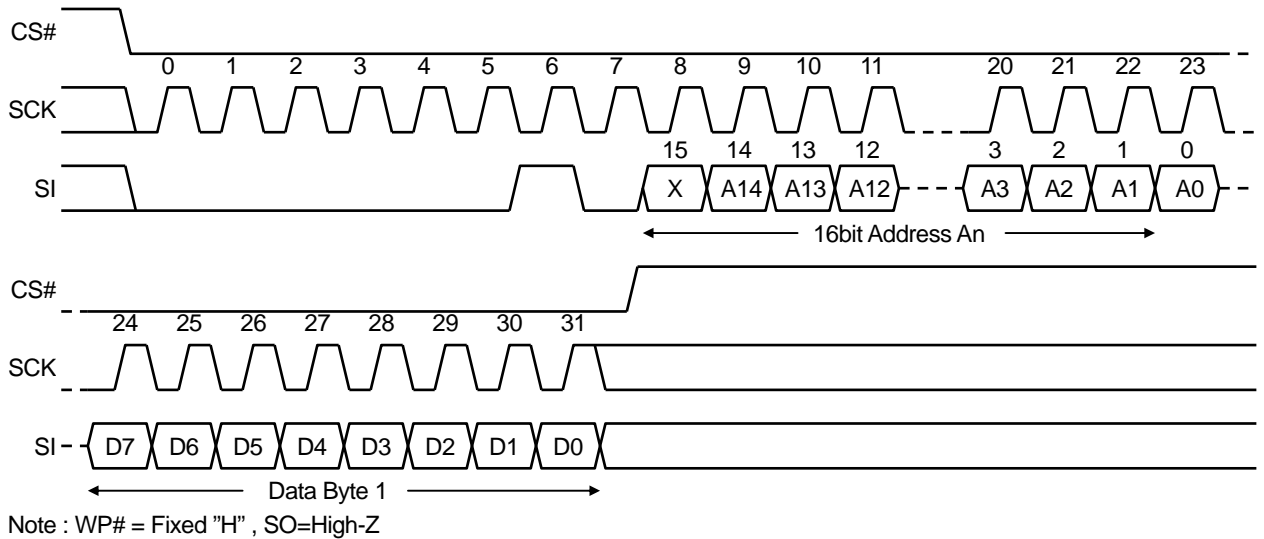 CS#
0 1 2 3 4 5 6 7 8 9 10 11 20 21 22 23
SCK
15 14 13 12 3 2 1 0
SI X A14 A13 A12 A3 A2 A1 A0
16bit Address An
CS#
24 25 26 27 28 29 30 31
SCK
SI D7 D6 D5 D4 D3 D2 D1 D0
Data Byte 1
Note : WP# = Fixed ”H” , SO=High-Z